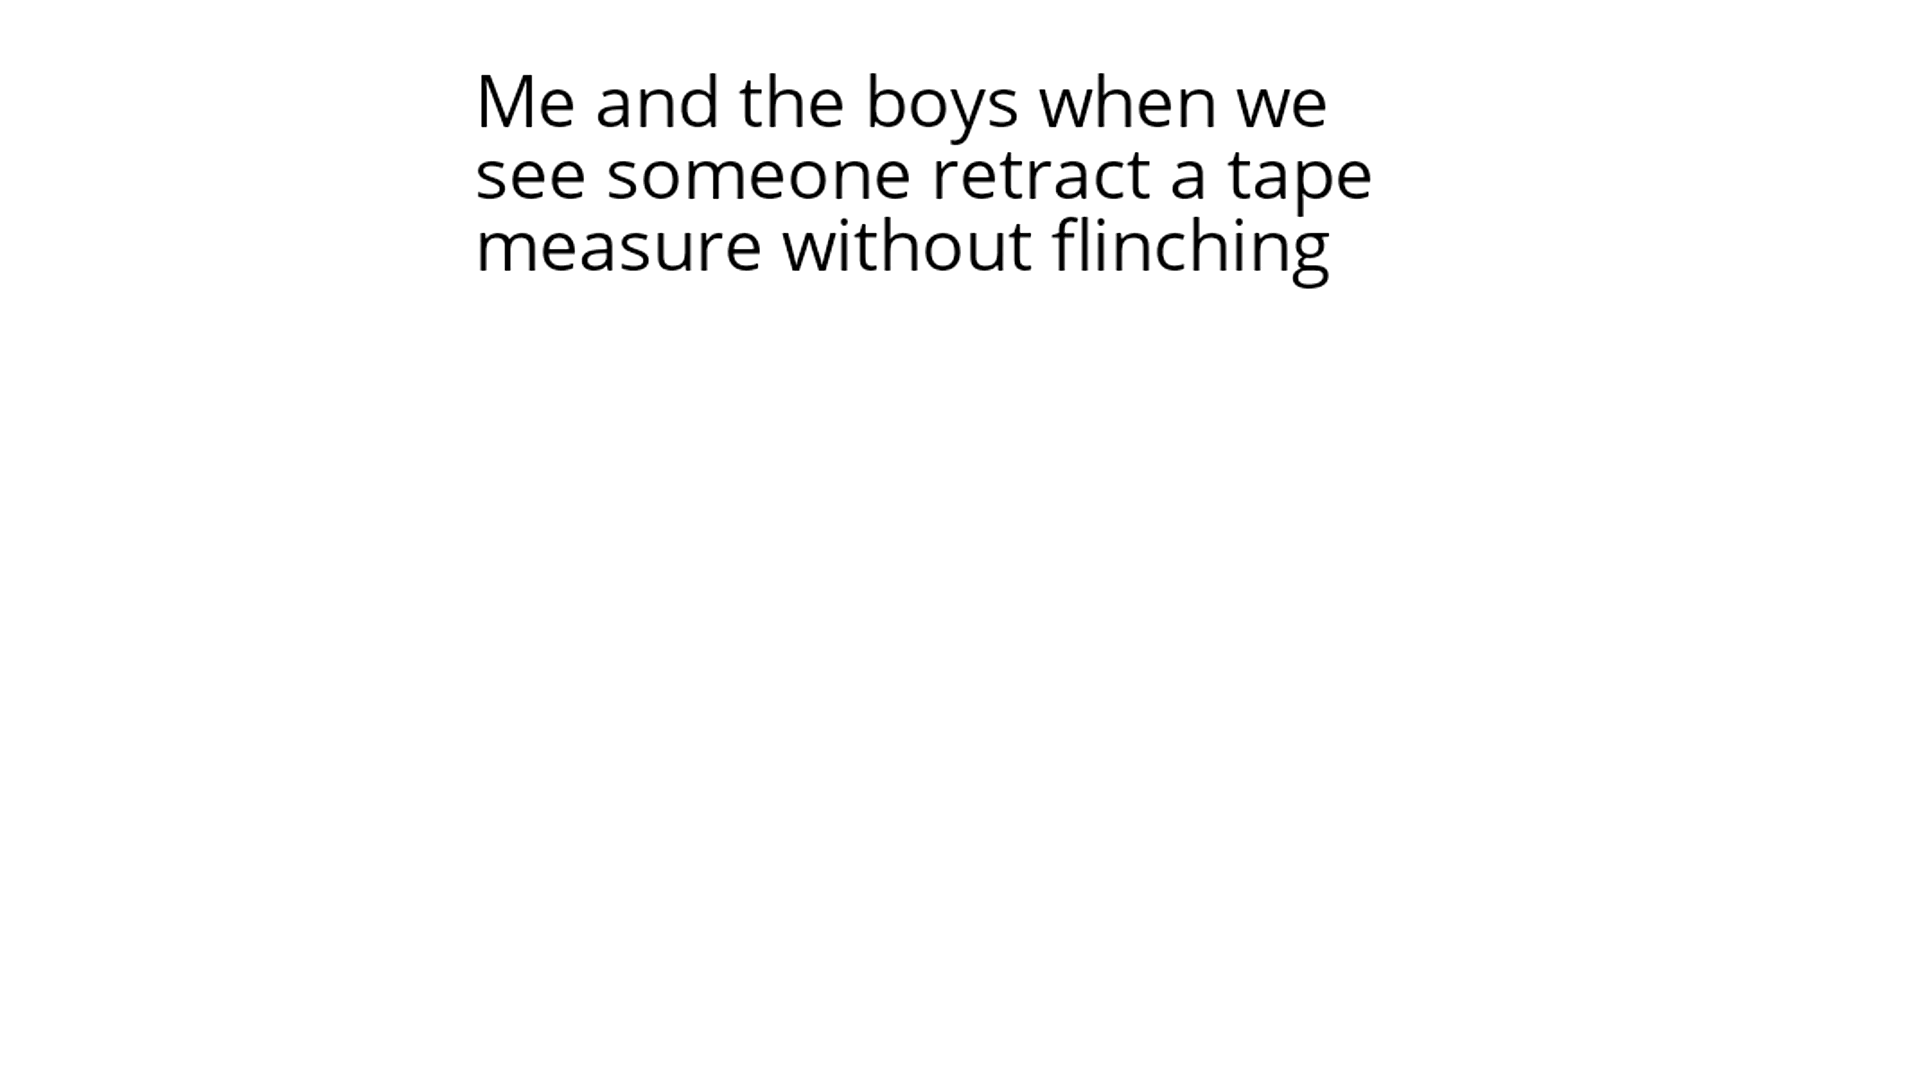 Me and the boys when we
see someone retract a tape
measure without flinching